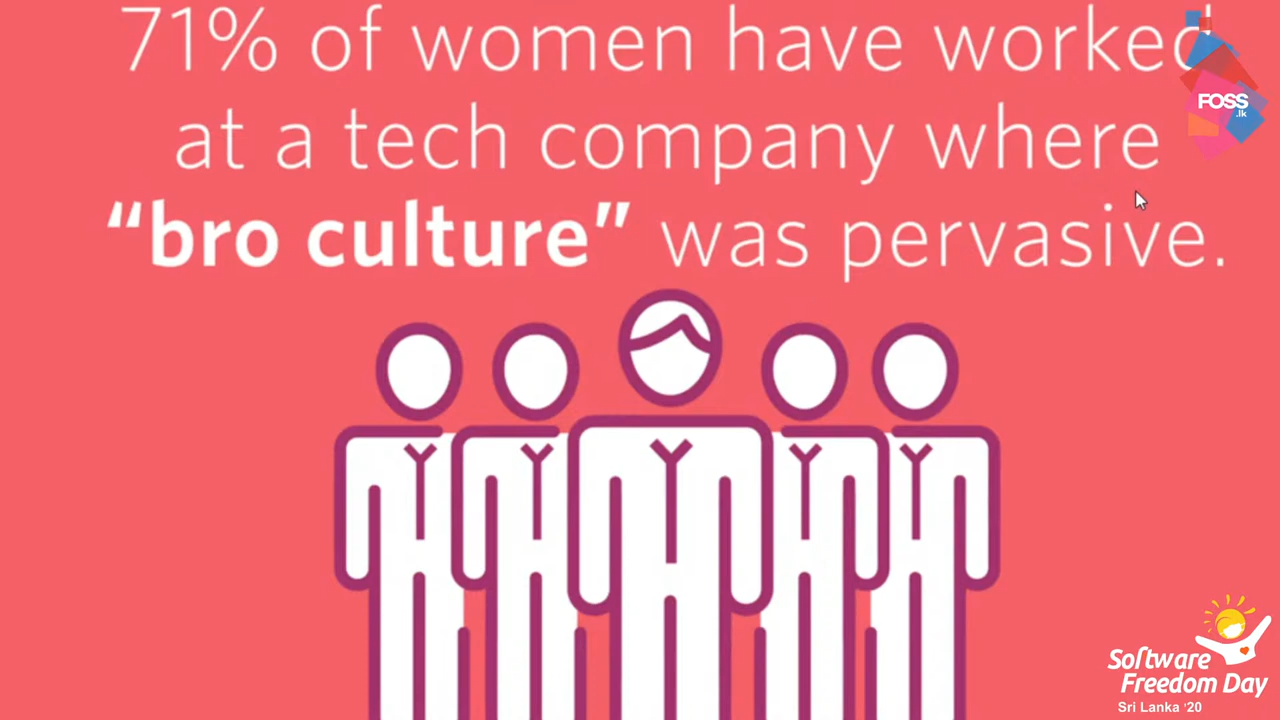 71% of women have worked
at a tech company where
“bro culture” was pervasive.
FOSS
.lk
Software
Freedom Day
Sri Lanka ‘20